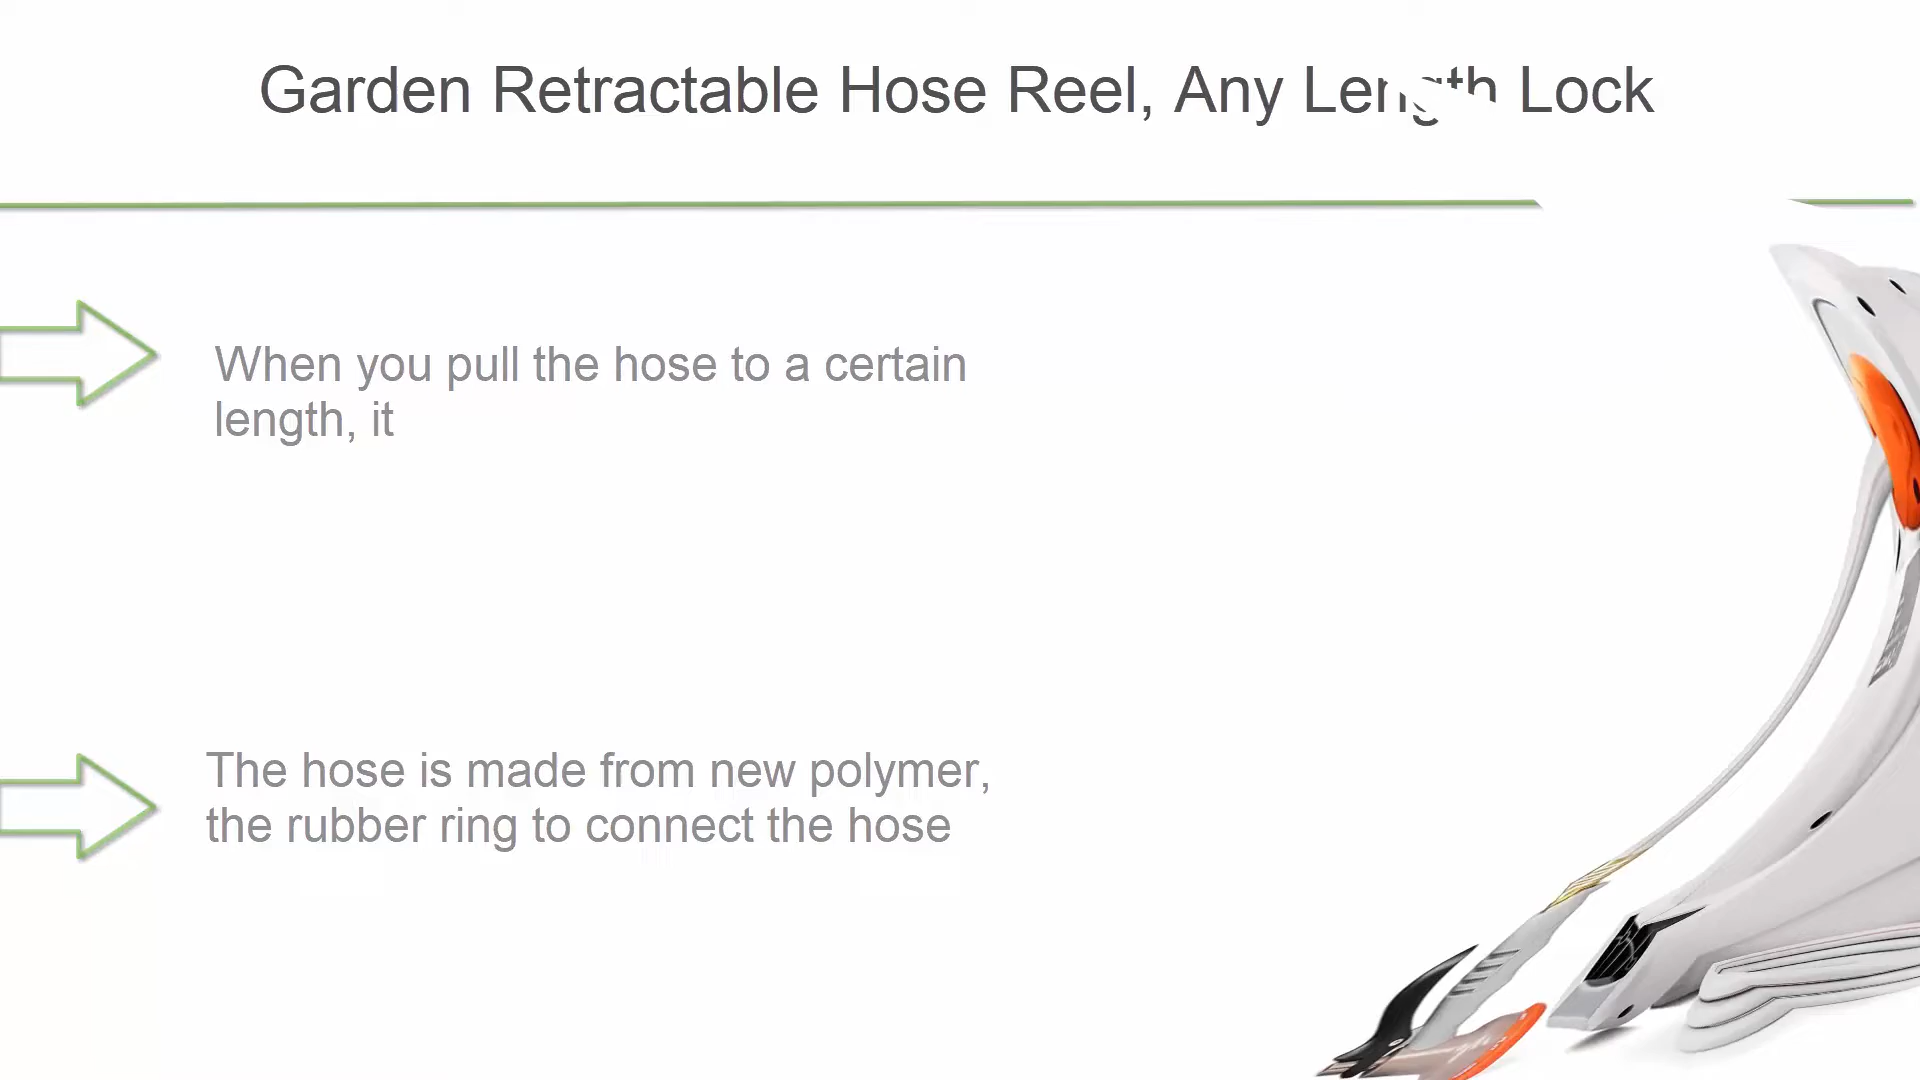 Garden Retractable Hose Reel, Any Length Lock
When you pull the hose to a certain
length, it
The hose is made from new polymer,
the rubber ring to connect the hose